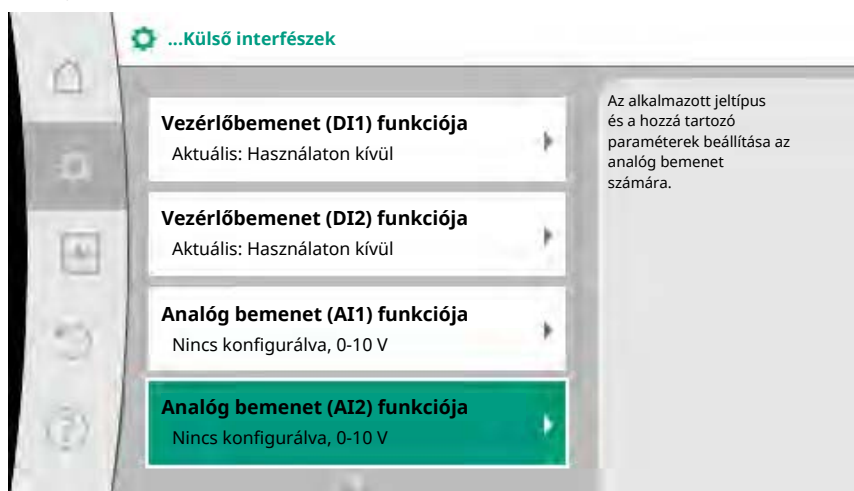 ...Külső interfészek
Vezérlőbemenet (DI1) funkciója
Aktuális: Használaton kívül
Vezérlőbemenet (DI2) funkciója
Aktuális: Használaton kívül
Analóg bemenet (AI1) funkciója
Nincs konfigurálva, 0-10 V
Analóg bemenet (AI2) funkciója
Nincs konfigurálva, 0-10 V
Az alkalmazott jeltípus
és a hozzá tartozó
paraméterek beállítása az
analóg bemenet
számára.